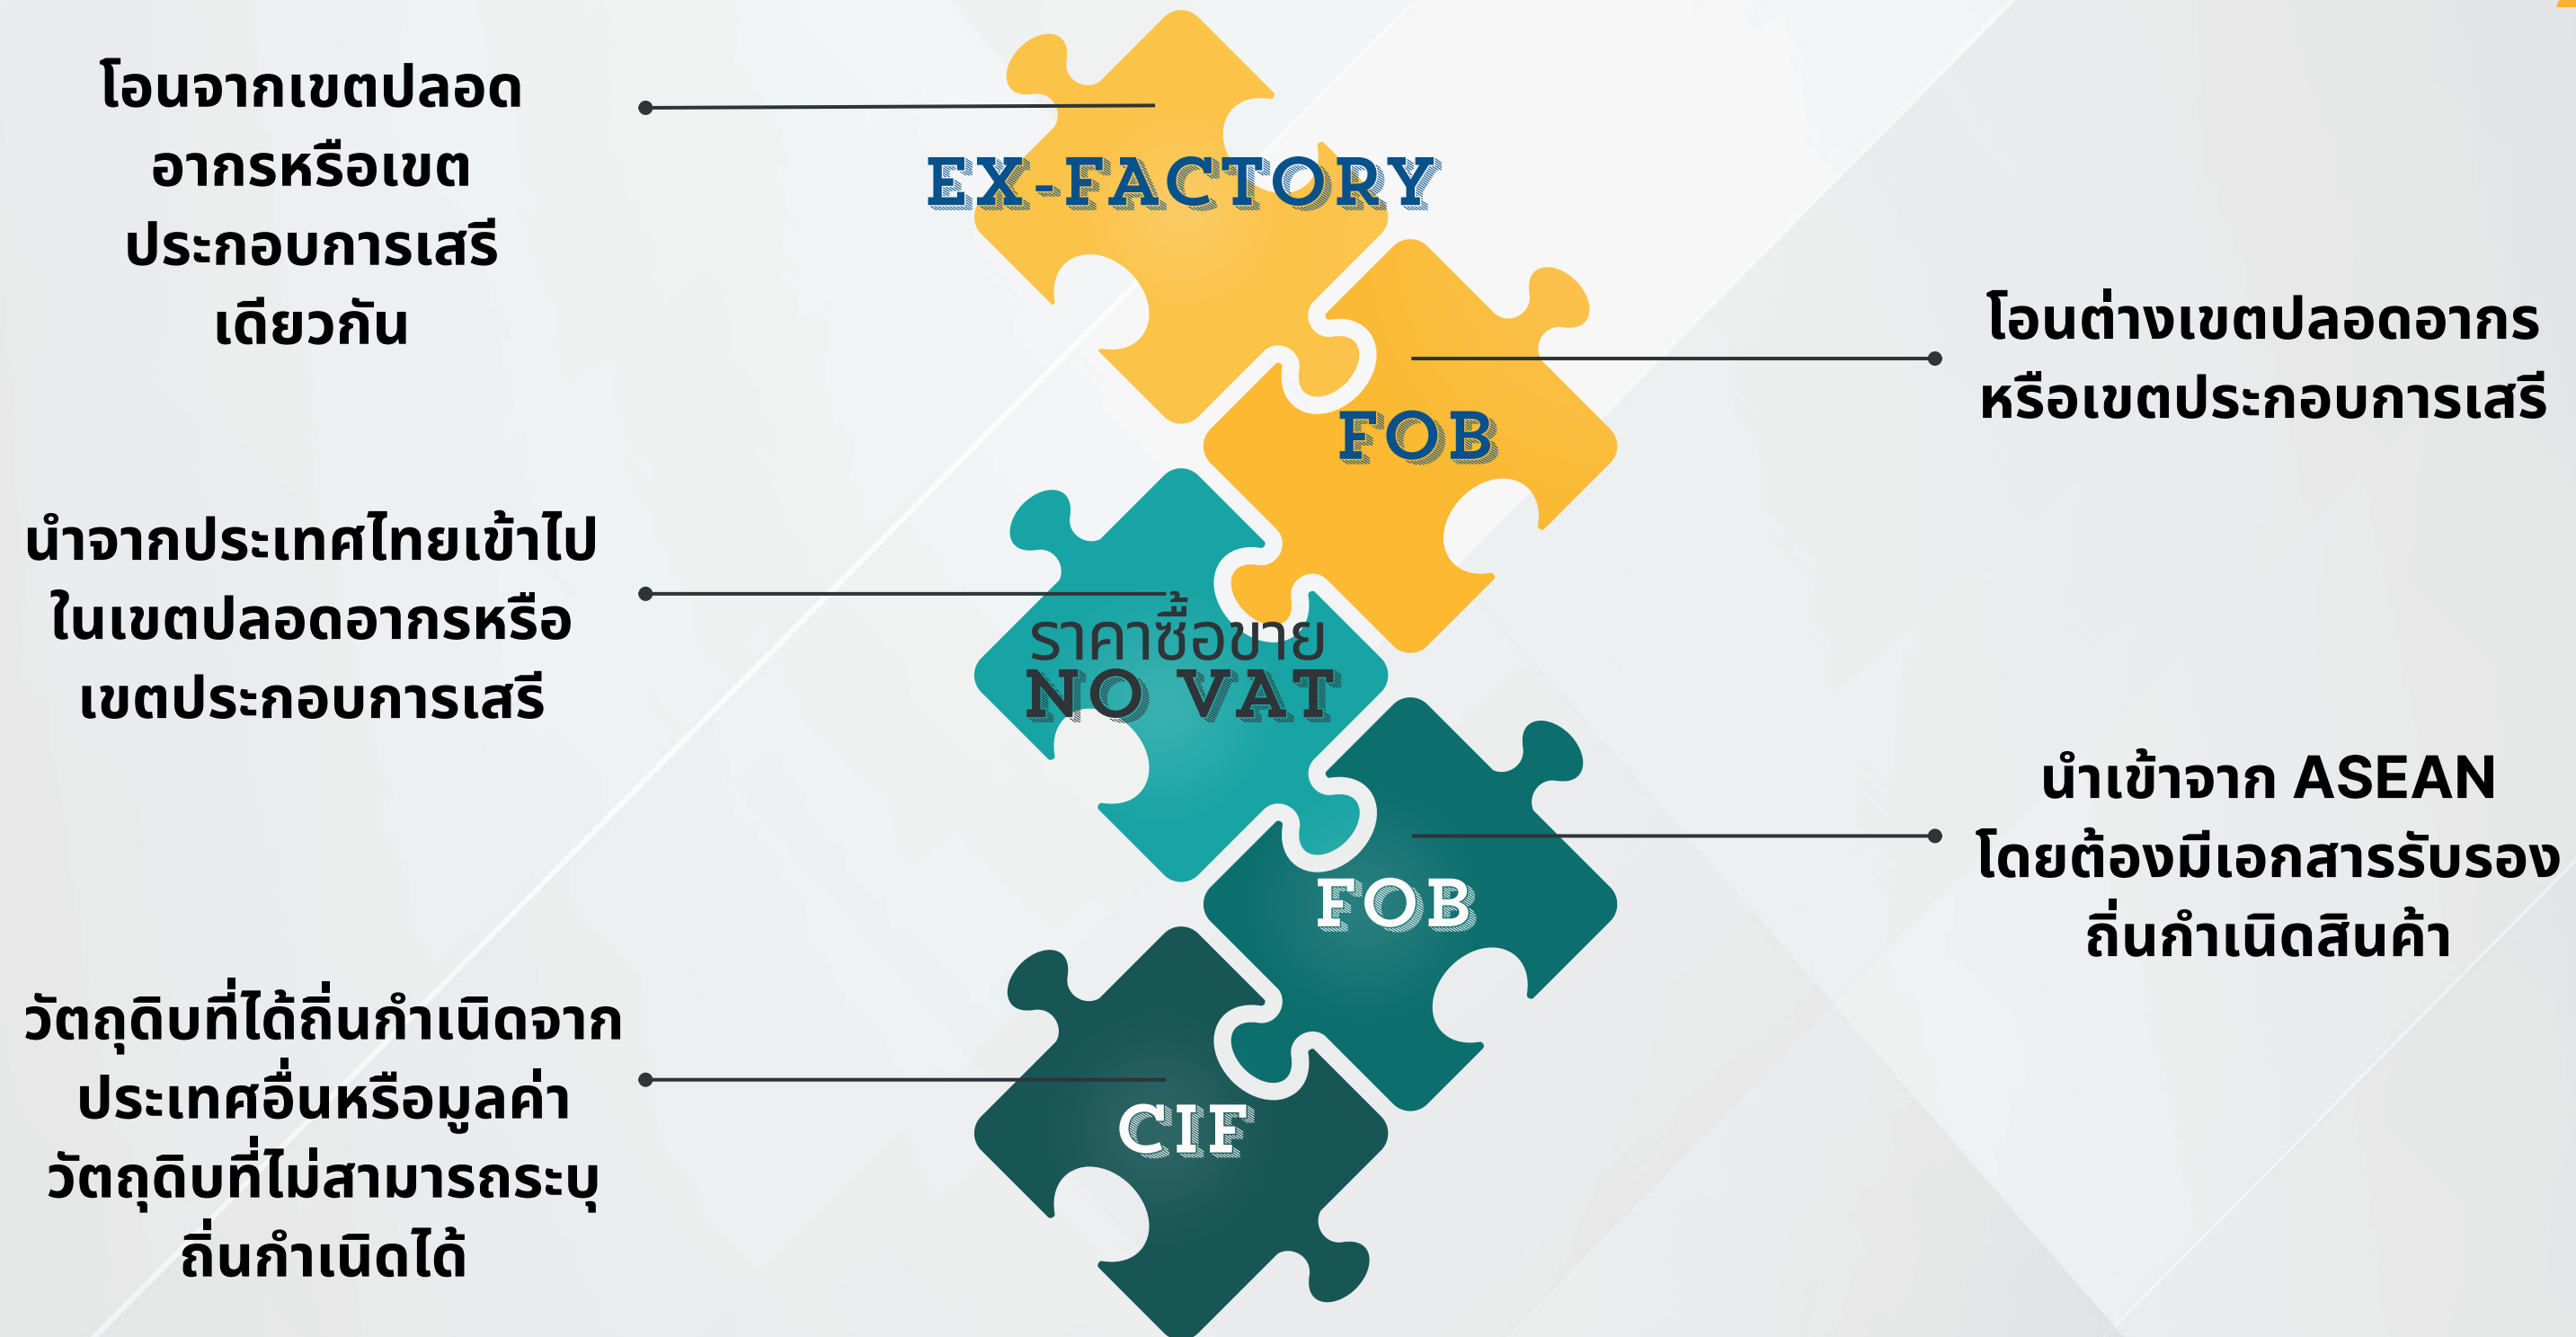 โอนจากเขตปลอด
อากรหรือเขต
ประกอบการเสรี
เดียวกัน
EX-FACTORY
โอนต่างเขตปลอดอากร
หรือเขตประกอบการเสรี
FOB
นำจากประเทศไทยเข้าไป
ในเขตปลอดอากรหรือ
เขตประกอบการเสรี
ราคาซื้อขาย
NO VAT
นำเข้าจาก ASEAN
โดยต้องมีเอกสารรับรอง
ถิ่นกำเนิดสินค้า
FOB
วัตถุดิบที่ได้ถิ่นกำเนิดจาก
ประเทศอื่นหรือมูลค่า
วัตถุดิบที่ไม่สามารถระบุ
ถิ่นกำเนิดได้
CIF